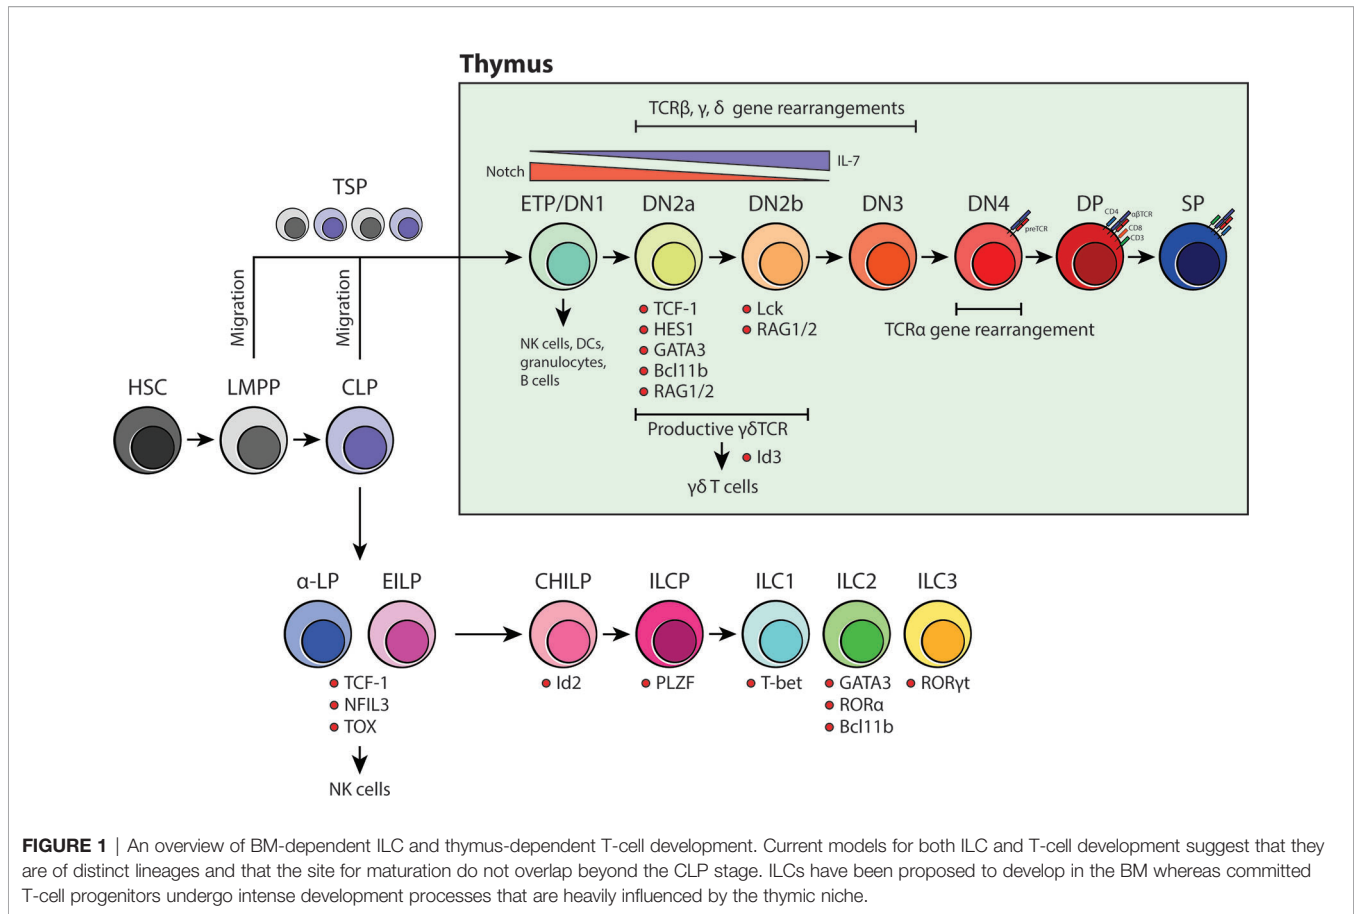 Thymus
TCRβ, γ, δ gene rearrangements
IL-7
Notch
TSP
ETP/DN1
DN2a
DN2b
DN3
DN4
DP
SP
preTCR
CD4
αβTCR
CD8
CD3
TCF-1
HES1
GATA3
Bcl11b
RAG1/2
Lck
RAG1/2
TCRα gene rearrangement
NK cells, DCs,
granulocytes,
B cells
Migration
Migration
HSC
LMPP
CLP
Productive γδTCR
Id3
γδ T cells
α-LP
EILP
CHILP
ILCP
ILC1
ILC2
ILC3
TCF-1
NFIL3
TOX
Id2
PLZF
T-bet
GATA3
RORα
Bcl11b
RORγt
NK cells
FIGURE 1 | An overview of BM-dependent ILC and thymus-dependent T-cell development. Current models for both ILC and T-cell development suggest that they
are of distinct lineages and that the site for maturation do not overlap beyond the CLP stage. ILCs have been proposed to develop in the BM whereas committed
T-cell progenitors undergo intense development processes that are heavily influenced by the thymic niche.